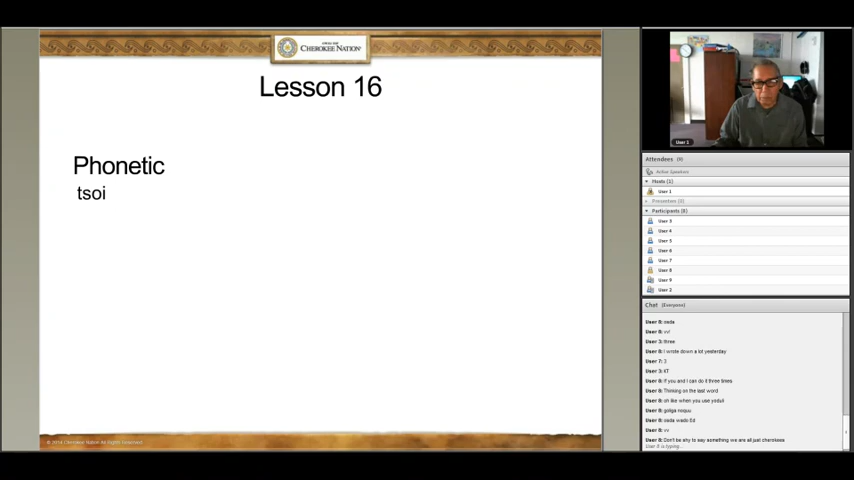 CHEROKEE NATION
Lesson 16
Phonetic
tsoi
© 2014 Cherokee Nation All Rights Reserved
User 1
Attendees (9)
Active Speakers
Hosts (1)
User 1
Presenters (0)
Participants (8)
User 3
User 4
User 5
User 6
User 7
User 8
User 9
User 2
Chat (Everyone)
User 8: vv!
User 3: three
User 8: I wrote down a lot yesterday
User 7: 3
User 3: KT
User 8: If you and I can do it three times
User 8: Thinking on the last word
User 8: oh like when you use yeduli
User 8: goliga noquu
User 8: sada wado Ed
User 8: vv
User 8: Don't be shy to say something we are all just cherokees
User 8 is typing...